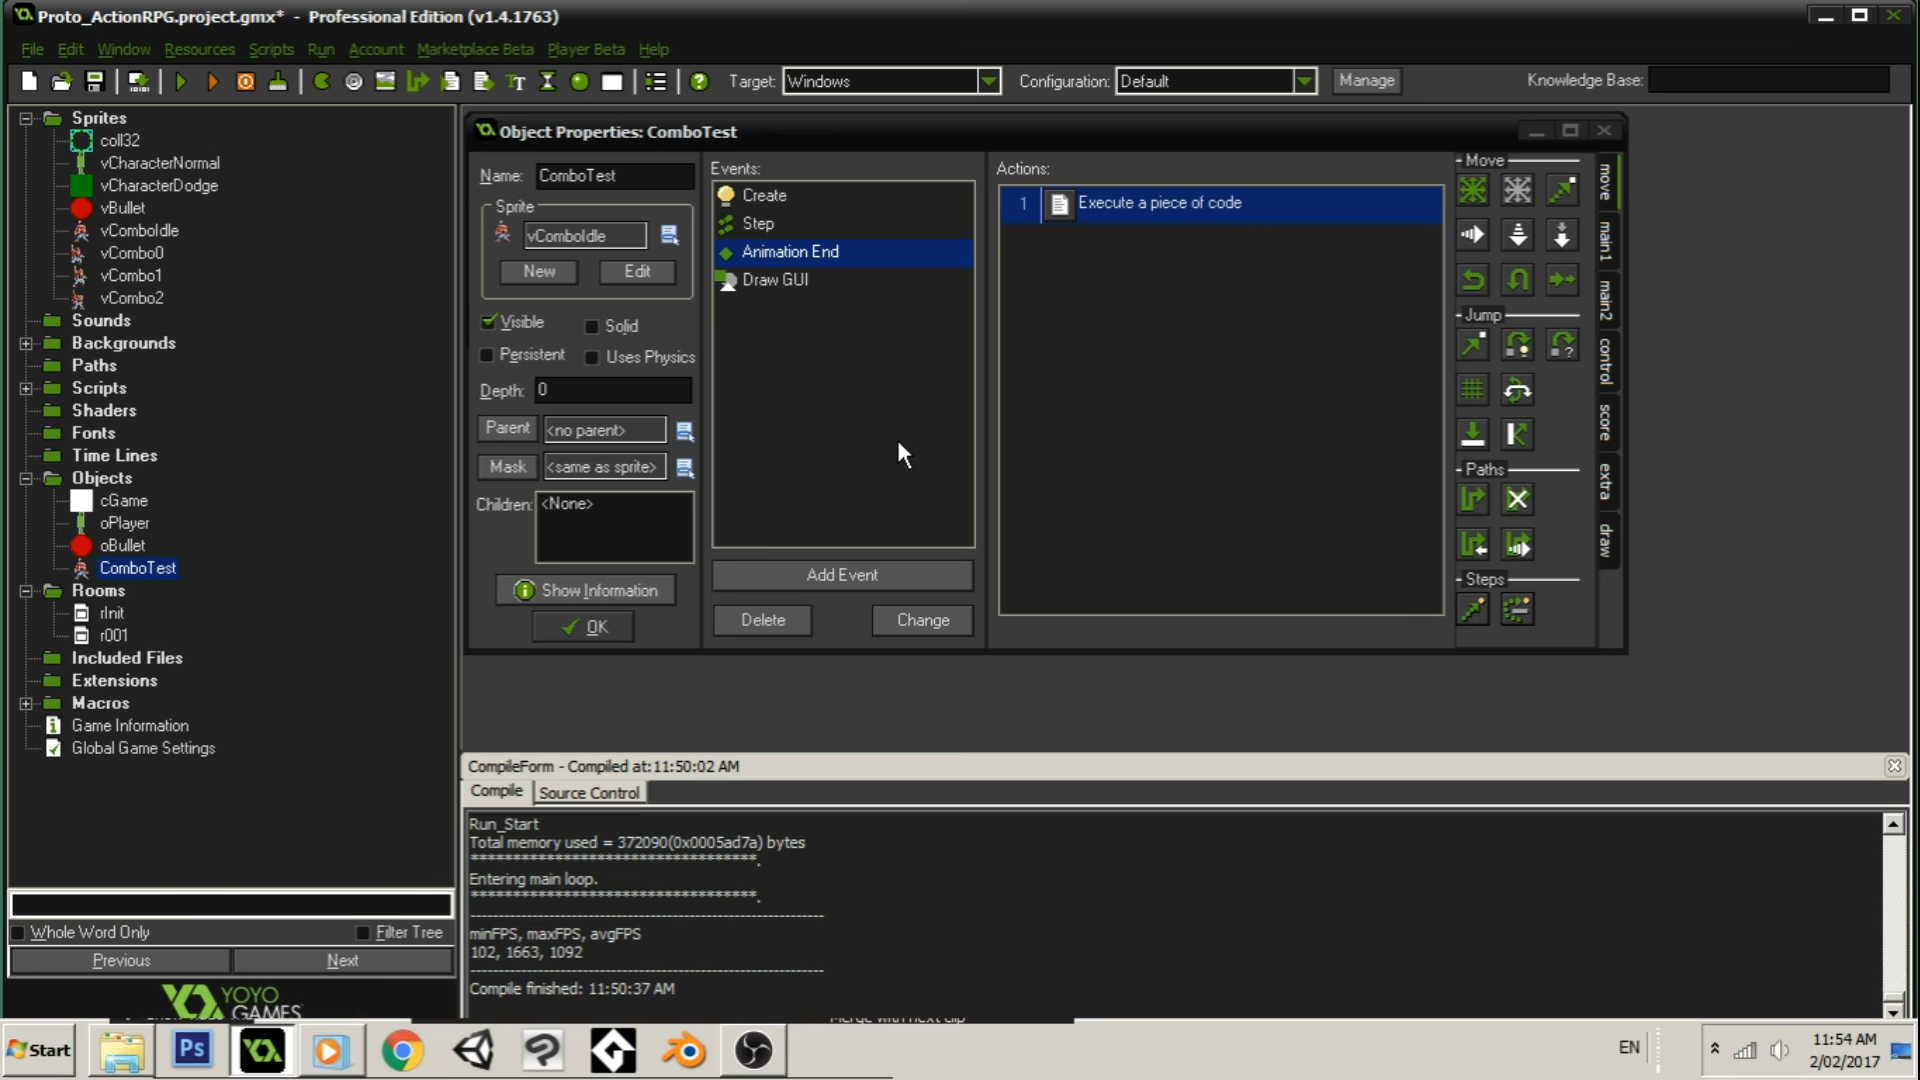 Proto_ActionRPG.project.gmx* - Professional Edition (v1.4.1763)
File Edit Window Resources Scripts Run Account Marketplace Beta Player Beta Help
Target: Windows Configuration: Default Manage Knowledge Base:
Sprites
coll32
vCharacterNormal
vCharacterDodge
vBullet
vComboIdle
vCombo0
vCombo1
vCombo2
Sounds
Backgrounds
Paths
Scripts
Shaders
Fonts
Time Lines
Objects
cGame
oPlayer
oBullet
ComboTest
Rooms
rInit
r001
Included Files
Extensions
Macros
Game Information
Global Game Settings
Whole Word Only Filter Tree
Previous Next
YOYO
GAMES
Object Properties: ComboTest
Name: ComboTest
Sprite
vComboIdle
New Edit
Visible Solid
Persistent Uses Physics
Depth: 0
Parent <no parent>
Mask <same as sprite>
Children: <None>
Show Information
OK
Events:
Create
Step
Animation End
Draw GUI
Add Event
Delete Change
Actions:
1 Execute a piece of code
Move
Jump
Paths
Steps
move
main1
main2
control
score
extra
draw
CompileForm - Compiled at:11:50:02 AM
Compile Source Control
Run_Start
Total memory used = 372090(0x0005ad7a) bytes
**********************************.
Entering main loop.
**********************************.
minFPS, maxFPS, avgFPS
102, 1663, 1092
Compile finished: 11:50:37 AM
Merge with next clip
Start
Ps
EN
11:54 AM
2/02/2017